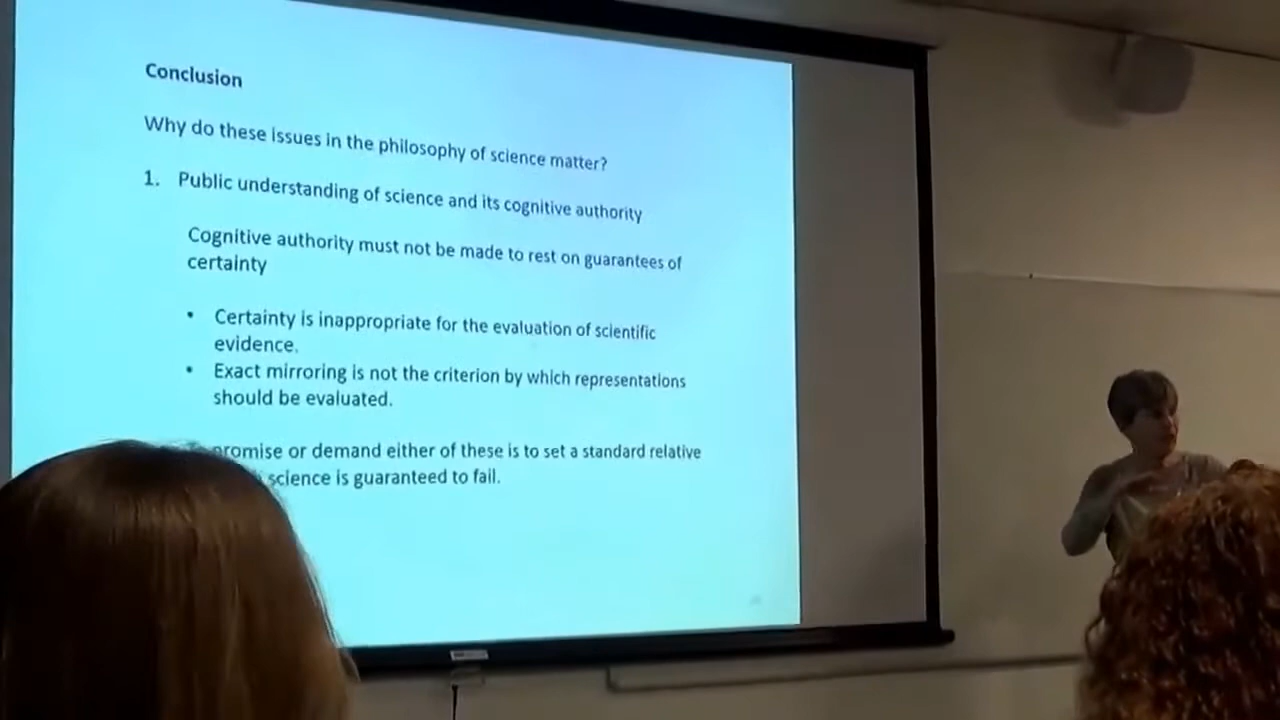 Conclusion
Why do these issues in the philosophy of science matter?
1. Public understanding of science and its cognitive authority
Cognitive authority must not be made to rest on guarantees of
certainty
• Certainty is inappropriate for the evaluation of scientific
evidence.
• Exact mirroring is not the criterion by which representations
should be evaluated.
promise or demand either of these is to set a standard relative
science is guaranteed to fail.